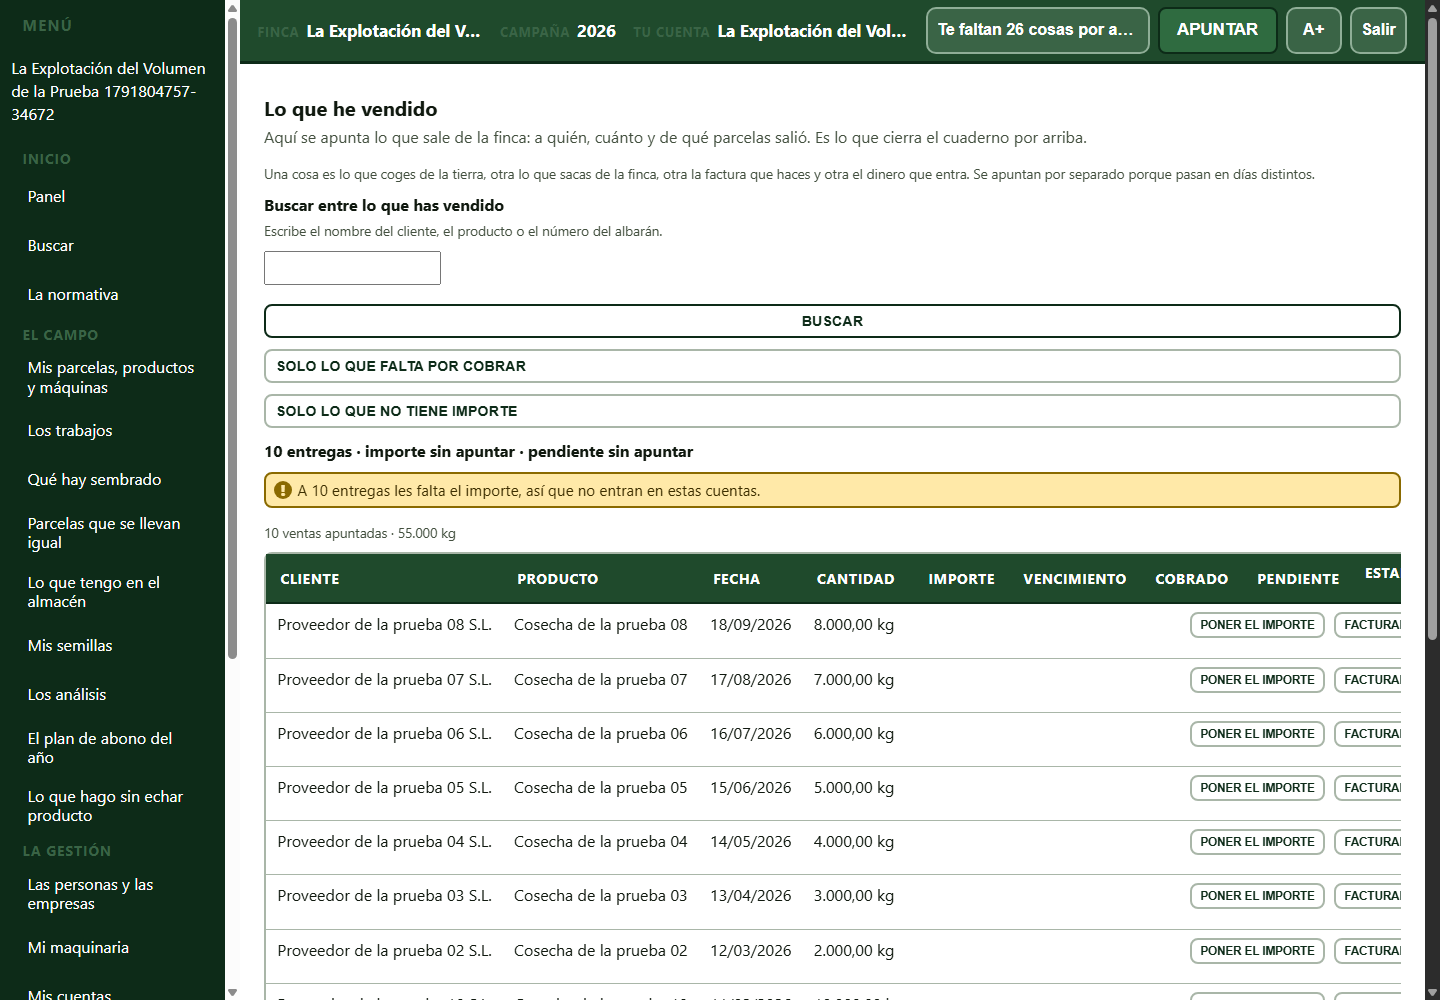 MENÚ
La Explotación del Volumen
de la Prueba 1791804757-
34672
INICIO
Panel
Buscar
La normativa
EL CAMPO
Mis parcelas, productos
y máquinas
Los trabajos
Qué hay sembrado
Parcelas que se llevan
igual
Lo que tengo en el
almacén
Mis semillas
Los análisis
El plan de abono del
año
Lo que hago sin echar
producto
LA GESTIÓN
Las personas y las
empresas
Mi maquinaria
Mis cuentas
FINCA La Explotación del V... CAMPAÑA 2026 TU CUENTA La Explotación del Vol... Te faltan 26 cosas por a... APUNTAR A+ Salir
Lo que he vendido
Aquí se apunta lo que sale de la finca: a quién, cuánto y de qué parcelas salió. Es lo que cierra el cuaderno por arriba.
Una cosa es lo que coges de la tierra, otra lo que sacas de la finca, otra la factura que haces y otra el dinero que entra. Se apuntan por separado porque pasan en días distintos.
Buscar entre lo que has vendido
Escribe el nombre del cliente, el producto o el número del albarán.
BUSCAR
SOLO LO QUE FALTA POR COBRAR
SOLO LO QUE NO TIENE IMPORTE
10 entregas · importe sin apuntar · pendiente sin apuntar
A 10 entregas les falta el importe, así que no entran en estas cuentas.
10 ventas apuntadas · 55.000 kg
CLIENTE PRODUCTO FECHA CANTIDAD IMPORTE VENCIMIENTO COBRADO PENDIENTE ESTA
Proveedor de la prueba 08 S.L. Cosecha de la prueba 08 18/09/2026 8.000,00 kg PONER EL IMPORTE FACTURA
Proveedor de la prueba 07 S.L. Cosecha de la prueba 07 17/08/2026 7.000,00 kg PONER EL IMPORTE FACTURA
Proveedor de la prueba 06 S.L. Cosecha de la prueba 06 16/07/2026 6.000,00 kg PONER EL IMPORTE FACTURA
Proveedor de la prueba 05 S.L. Cosecha de la prueba 05 15/06/2026 5.000,00 kg PONER EL IMPORTE FACTURA
Proveedor de la prueba 04 S.L. Cosecha de la prueba 04 14/05/2026 4.000,00 kg PONER EL IMPORTE FACTURA
Proveedor de la prueba 03 S.L. Cosecha de la prueba 03 13/04/2026 3.000,00 kg PONER EL IMPORTE FACTURA
Proveedor de la prueba 02 S.L. Cosecha de la prueba 02 12/03/2026 2.000,00 kg PONER EL IMPORTE FACTURA